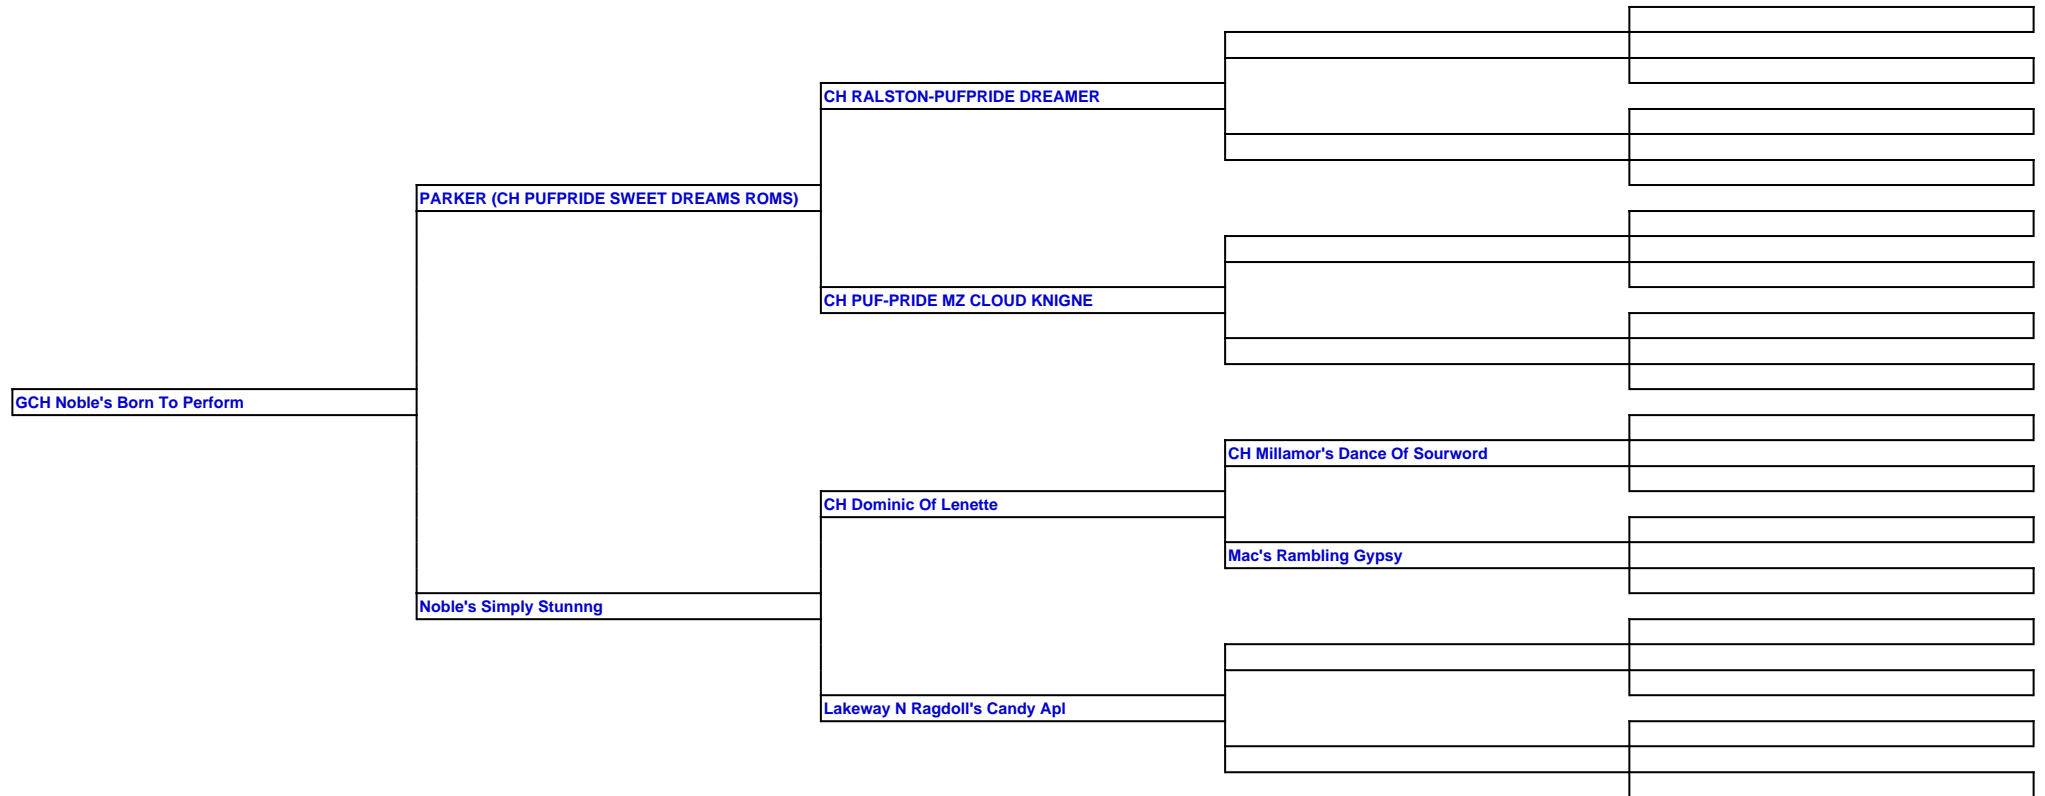 CH RALSTON-PUFPRIDE DREAMER
PARKER (CH PUFPRIDE SWEET DREAMS ROMS)
CH PUF-PRIDE MZ CLOUD KNIGNE
GCH Noble's Born To Perform
CH Millamor's Dance Of Sourword
CH Dominic Of Lenette
Mac's Rambling Gypsy
Noble's Simply Stunnng
Lakeway N Ragdoll's Candy Apl